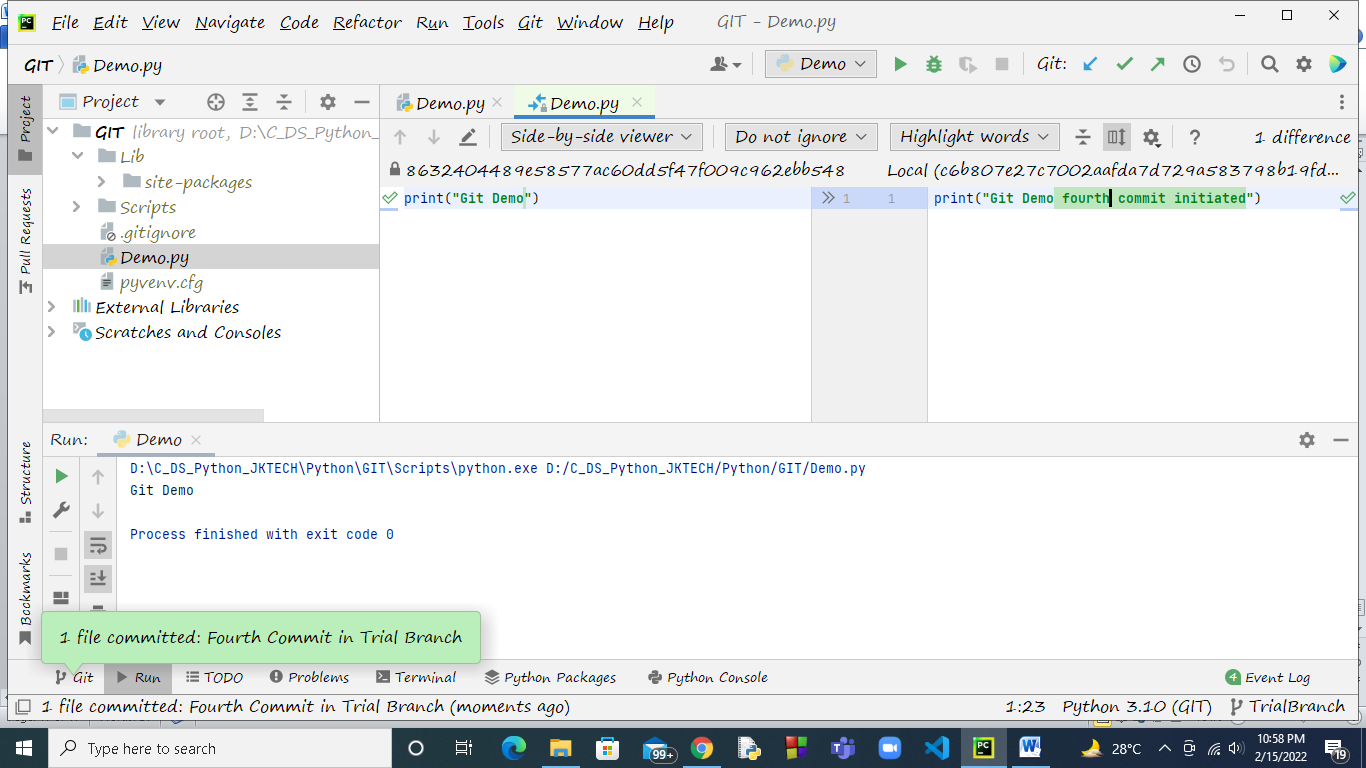 File Edit View Navigate Code Refactor Run Tools Git Window Help GIT - Demo.py
GIT Demo.py Demo Git:
Project Demo.py Demo.py
Side-by-side viewer Do not ignore Highlight words ? 1 difference
8632404489e58577ac60dd5f47f009c962ebb548 Local (c6b807e27c7002aafda7d729a583798b19fd...
print("Git Demo") 1 1 print("Git Demo fourth commit initiated")
Project
Pull Requests
GIT library root, D:\C_DS_Python_
Lib
site-packages
Scripts
.gitignore
Demo.py
pyvenv.cfg
External Libraries
Scratches and Consoles
Structure
Bookmarks
Run: Demo
D:\C_DS_Python_JKTECH\Python\GIT\Scripts\python.exe D:/C_DS_Python_JKTECH/Python/GIT/Demo.py
Git Demo
Process finished with exit code 0
1 file committed: Fourth Commit in Trial Branch
Git Run TODO Problems Terminal Python Packages Python Console 4 Event Log
1 file committed: Fourth Commit in Trial Branch (moments ago) 1:23 Python 3.10 (GIT) TrialBranch
Type here to search 99+ PC W 28°C 10:58 PM
2/15/2022 19